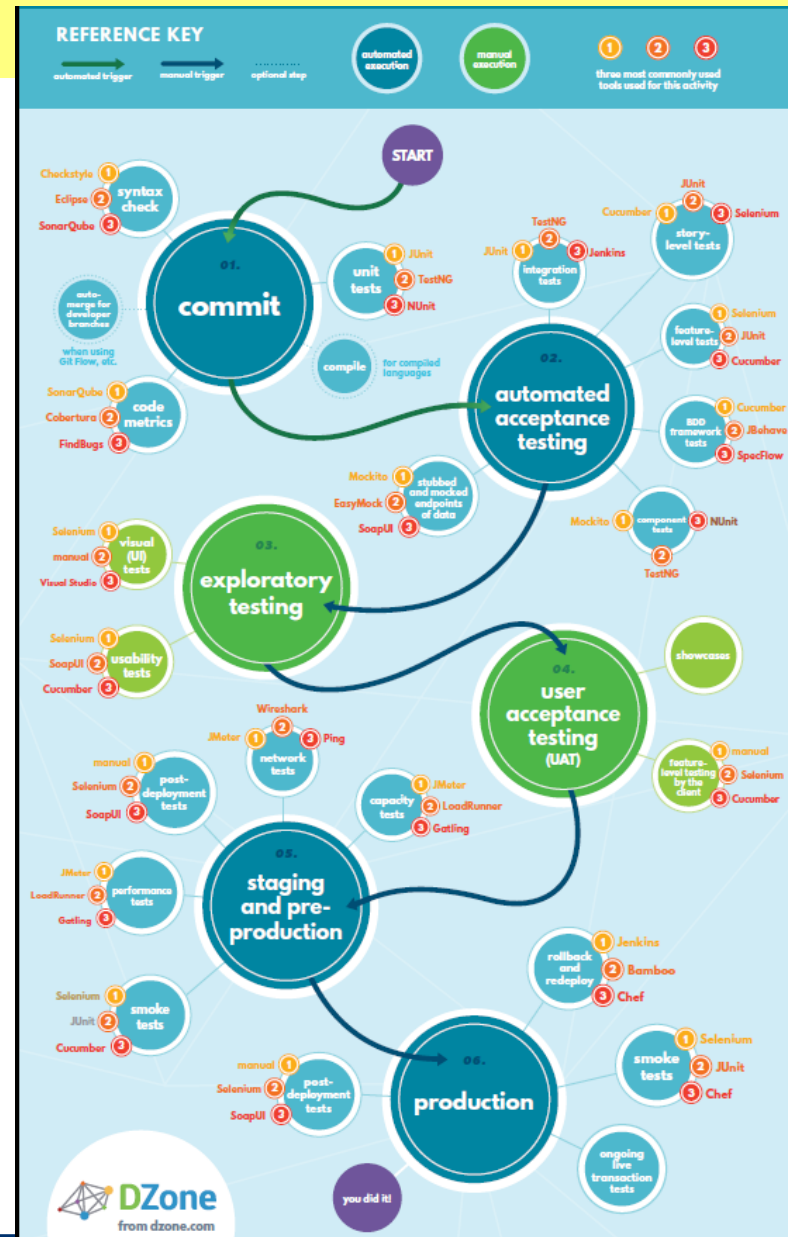 REFERENCE KEY
automated trigger
manual trigger
optional step
automated
execution
manual
execution
1 2 3
three most commonly used
tools used for this activity
START
Checkstyle 1
Eclipse 2
SonarQube 3
syntax
check
01.
commit
unit
tests
1 JUnit
2 TestNG
3 NUnit
auto-
merge for
developer
branches
when using
Git Flow, etc.
compile
for compiled
languages
SonarQube 1
Cobertura 2
FindBugs 3
code
metrics
TestNG
JUnit 1 2 3 Jenkins
integration
tests
JUnit
Cucumber 1 2 3 Selenium
story-
level tests
02.
automated
acceptance
testing
feature-
level tests
1 Selenium
2 JUnit
3 Cucumber
BDD
framework
tests
1 Cucumber
2 JBehave
3 SpecFlow
Mockito 1
EasyMock 2
SoapUI 3
stubbed
and mocked
endpoints
of data
Mockito 1
component
tests
3 NUnit
2
TestNG
Selenium 1
manual 2
Visual Studio 3
visual
(UI)
tests
03.
exploratory
testing
Selenium 1
SoapUI 2
Cucumber 3
usability
tests
04.
user
acceptance
testing
(UAT)
showcases
feature-
level testing
by the
client
1 manual
2 Selenium
3 Cucumber
Wireshark
JMeter 1 2 3 Ping
network
tests
manual 1
Selenium 2
SoapUI 3
post-
deployment
tests
capacity
tests
1 JMeter
2 LoadRunner
3 Gatling
05.
staging
and pre-
production
JMeter 1
LoadRunner 2
Gatling 3
performance
tests
Selenium 1
JUnit 2
Cucumber 3
smoke
tests
rollback
and
redeploy
1 Jenkins
2 Bamboo
3 Chef
06.
production
smoke
tests
1 Selenium
2 JUnit
3 Chef
manual 1
Selenium 2
SoapUI 3
post-
deployment
tests
ongoing
live
transaction
tests
you did it!
DZone
from dzone.com